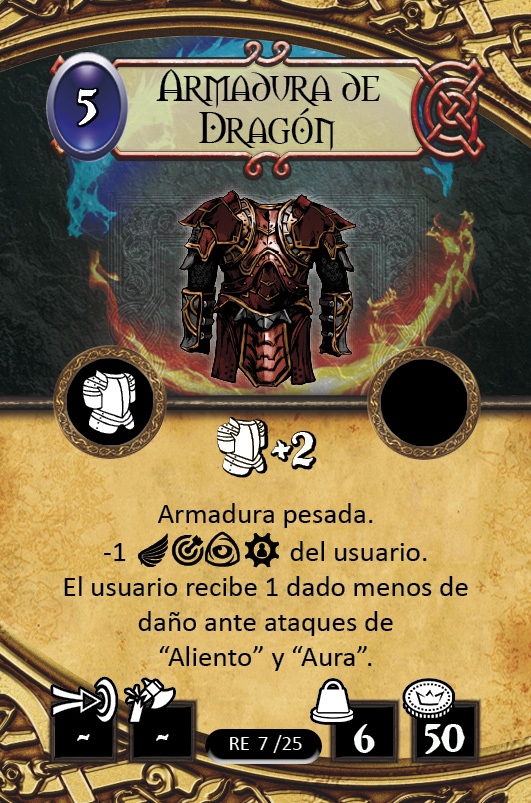 5
ARMADURA DE
DRAGÓN
+2
Armadura pesada.
-1 del usuario.
El usuario recibe 1 dado menos de
daño ante ataques de
“Aliento” y “Aura”.
~ ~ RE 7 /25 6 50